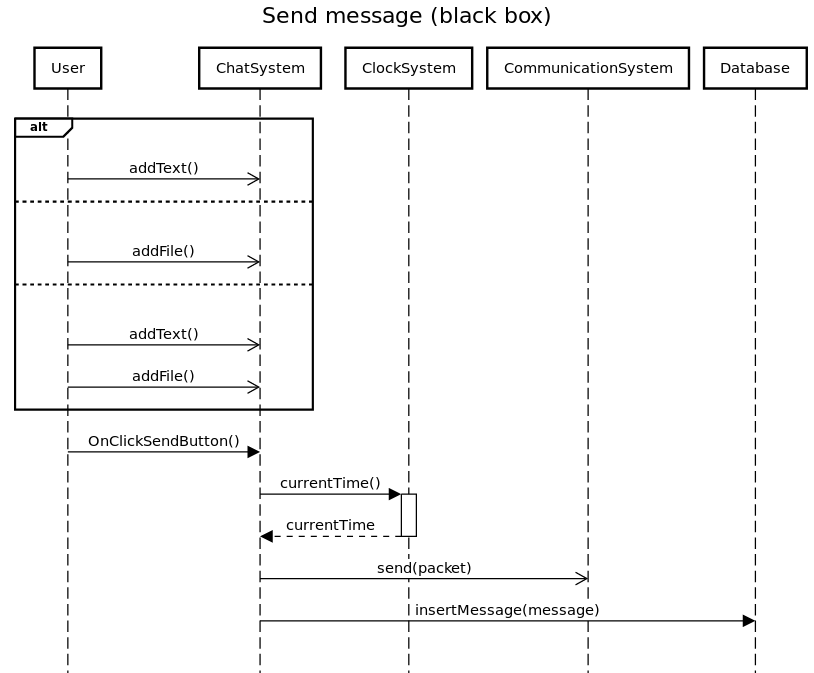 Send message (black box)
User
ChatSystem
ClockSystem
CommunicationSystem
Database
alt
addText()
addFile()
addText()
addFile()
OnClickSendButton()
currentTime()
currentTime
send(packet)
insertMessage(message)